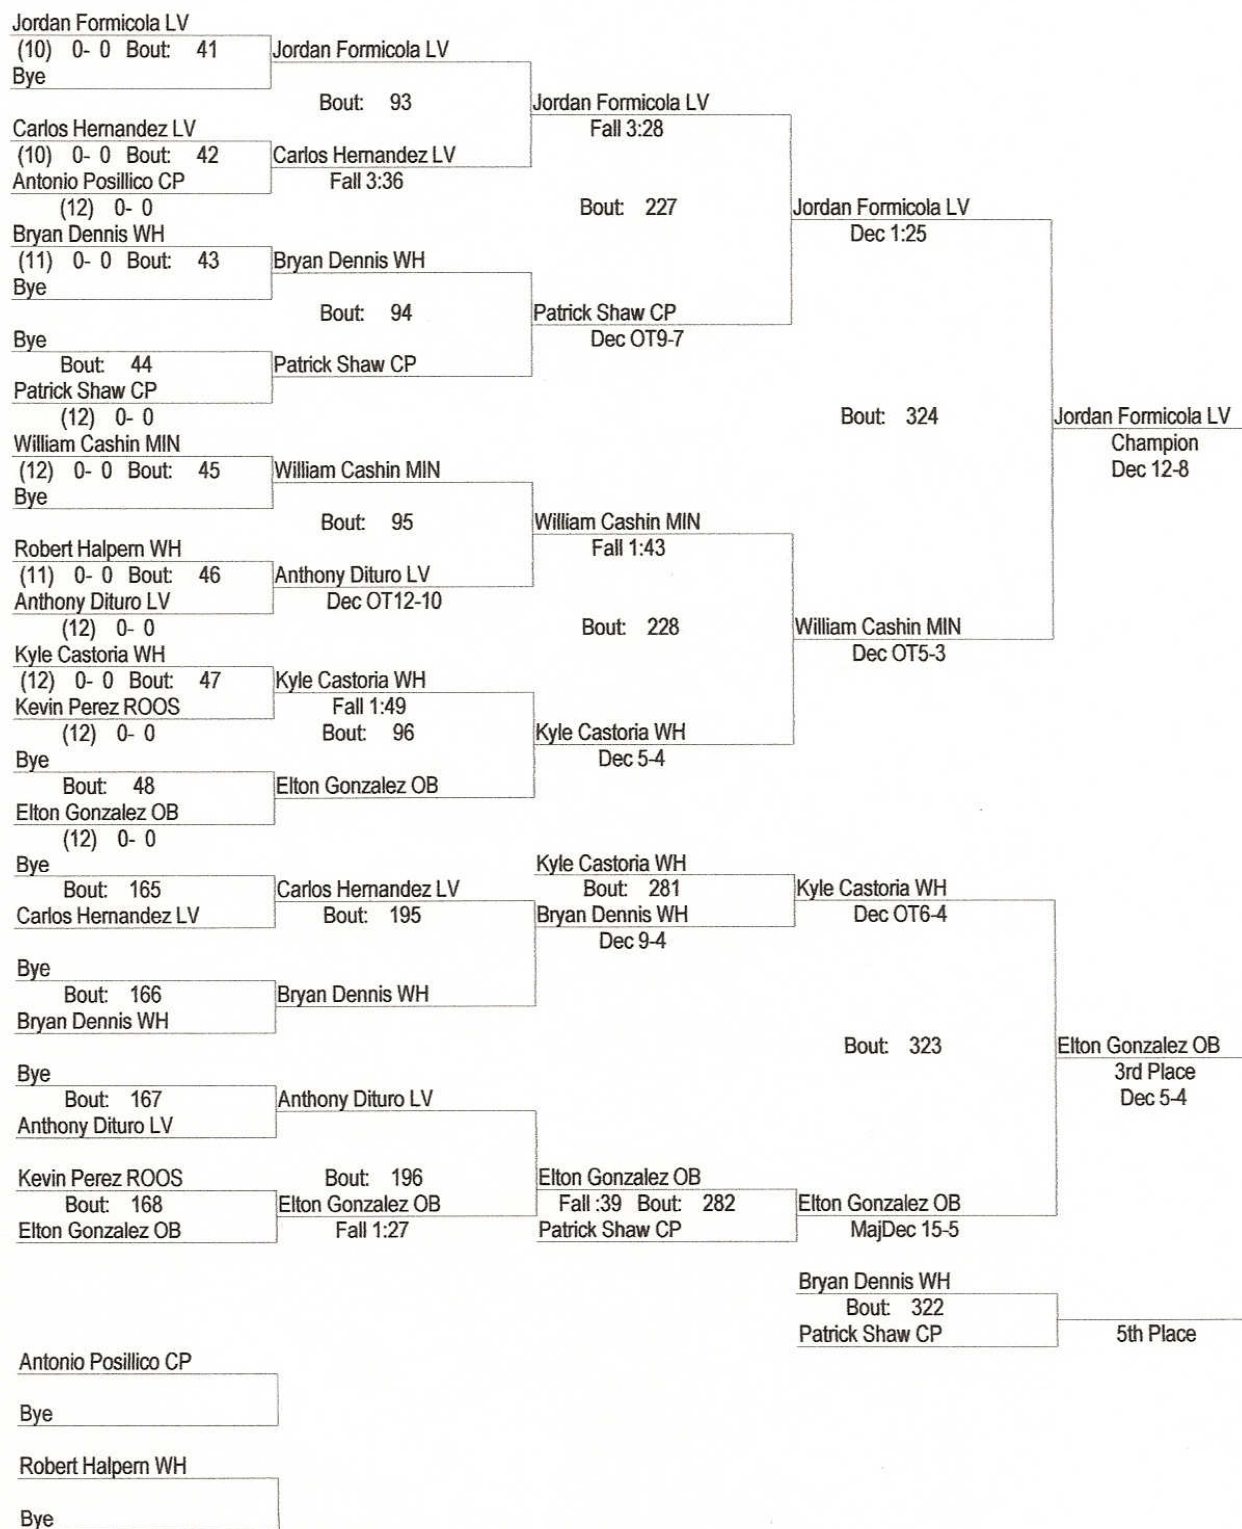 Jordan Formicola LV
(10) 0- 0 Bout: 41 Jordan Formicola LV
Bye
Bout: 93 Jordan Formicola LV
Fall 3:28
Carlos Hernandez LV
(10) 0- 0 Bout: 42 Carlos Hernandez LV
Antonio Posillico CP Fall 3:36
(12) 0- 0 Bout: 227 Jordan Formicola LV
Bryan Dennis WH Dec 1:25
(11) 0- 0 Bout: 43 Bryan Dennis WH
Bye
Bout: 94 Patrick Shaw CP
Bye Dec OT9-7
Bout: 44 Patrick Shaw CP
Patrick Shaw CP
(12) 0- 0 Bout: 324 Jordan Formicola LV
William Cashin MIN Champion
(12) 0- 0 Bout: 45 William Cashin MIN Dec 12-8
Bye
Bout: 95 William Cashin MIN
Robert Halpern WH Fall 1:43
(11) 0- 0 Bout: 46 Anthony Dituro LV
Anthony Dituro LV Dec OT12-10
(12) 0- 0 Bout: 228 William Cashin MIN
Kyle Castoria WH Dec OT5-3
(12) 0- 0 Bout: 47 Kyle Castoria WH
Kevin Perez ROOS Fall 1:49
(12) 0- 0 Bout: 96 Kyle Castoria WH
Bye Dec 5-4
Bout: 48 Elton Gonzalez OB
Elton Gonzalez OB
(12) 0- 0
Bye Kyle Castoria WH
Bout: 165 Carlos Hernandez LV Bout: 281 Kyle Castoria WH
Carlos Hernandez LV Bout: 195 Bryan Dennis WH Dec OT6-4
Dec 9-4
Bye
Bout: 166 Bryan Dennis WH
Bryan Dennis WH
Bout: 323 Elton Gonzalez OB
Bye 3rd Place
Bout: 167 Anthony Dituro LV Dec 5-4
Anthony Dituro LV
Kevin Perez ROOS Bout: 196 Elton Gonzalez OB
Bout: 168 Elton Gonzalez OB Fall :39 Bout: 282 Elton Gonzalez OB
Elton Gonzalez OB Fall 1:27 Patrick Shaw CP MajDec 15-5
Bryan Dennis WH
Bout: 322
Patrick Shaw CP 5th Place
Antonio Posillico CP
Bye
Robert Halpern WH
Bye